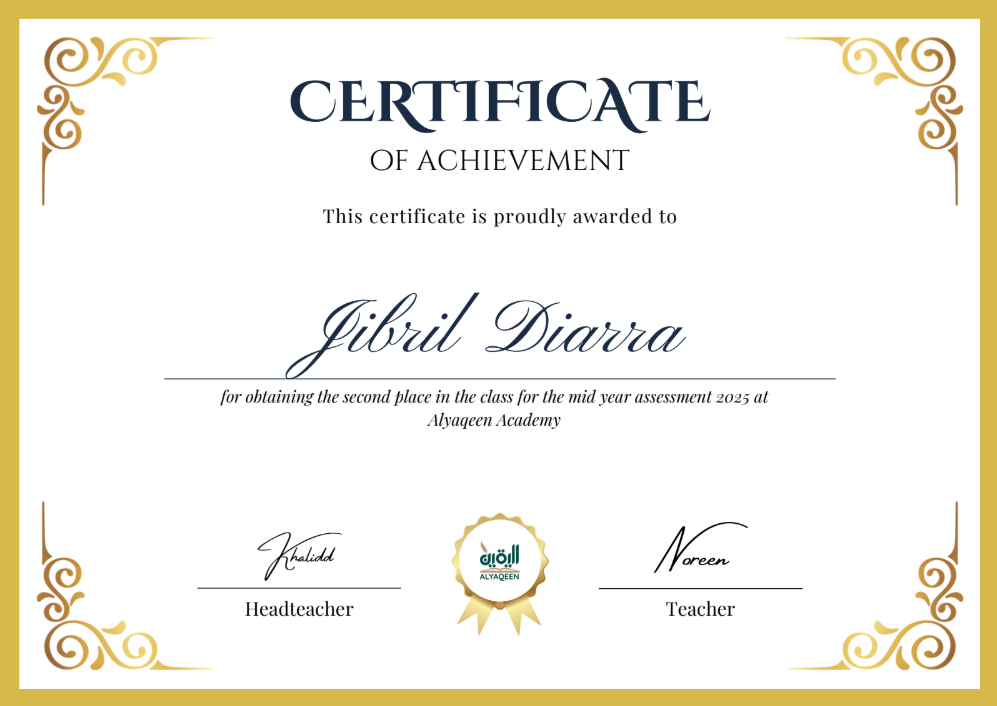 CERTIFICATE
OF ACHIEVEMENT
This certificate is proudly awarded to
Jibril Diarra
for obtaining the second place in the class for the mid year assessment 2025 at
Alyaqeen Academy
Khalidd
Noreen
اليقين
ALYAQEEN
Headteacher
Teacher